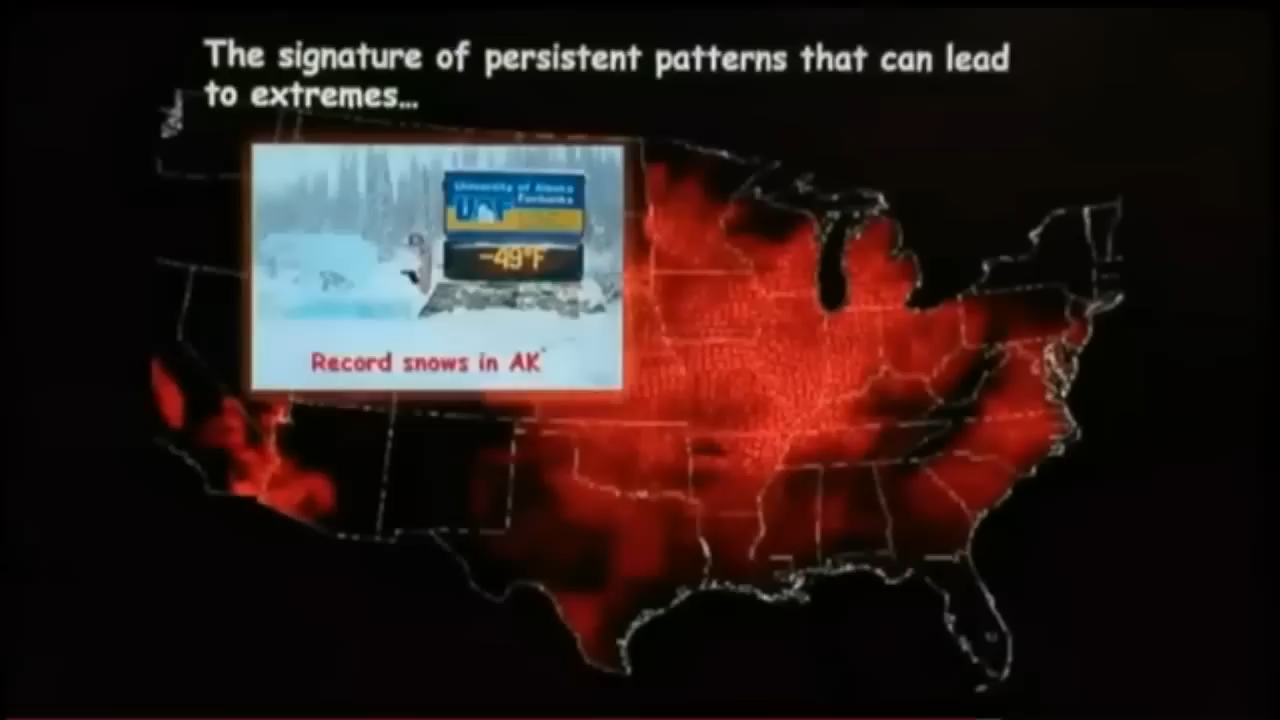 The signature of persistent patterns that can lead
to extremes...
University of Alaska
Fairbanks
UAF
-49°F
Record snows in AK